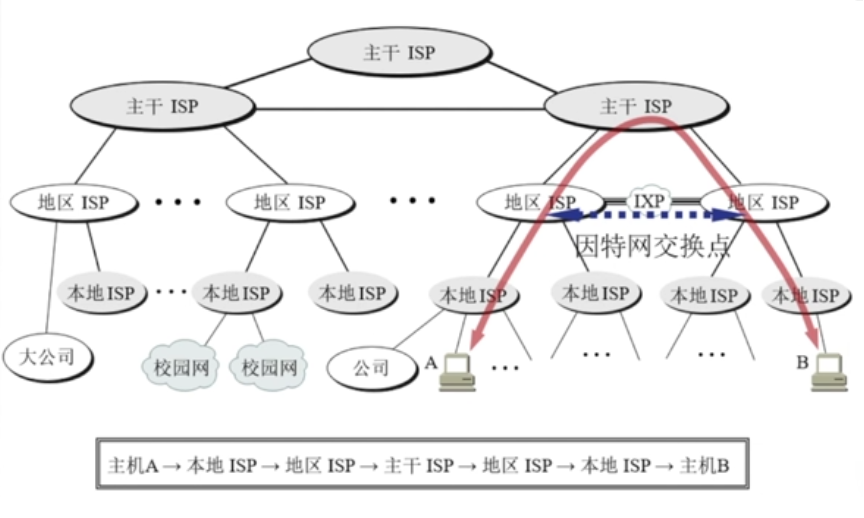 主干 ISP
主干 ISP
主干 ISP
地区 ISP
• • •
地区 ISP
• • •
地区 ISP
IXP
地区 ISP
因特网交换点
本地ISP
• • •
本地ISP
本地ISP
本地ISP
本地ISP
本地ISP
本地ISP
大公司
校园网
校园网
公司
A
• • •
• • •
• • •
B
主机A → 本地 ISP → 地区 ISP → 主干 ISP → 地区 ISP → 本地 ISP → 主机B